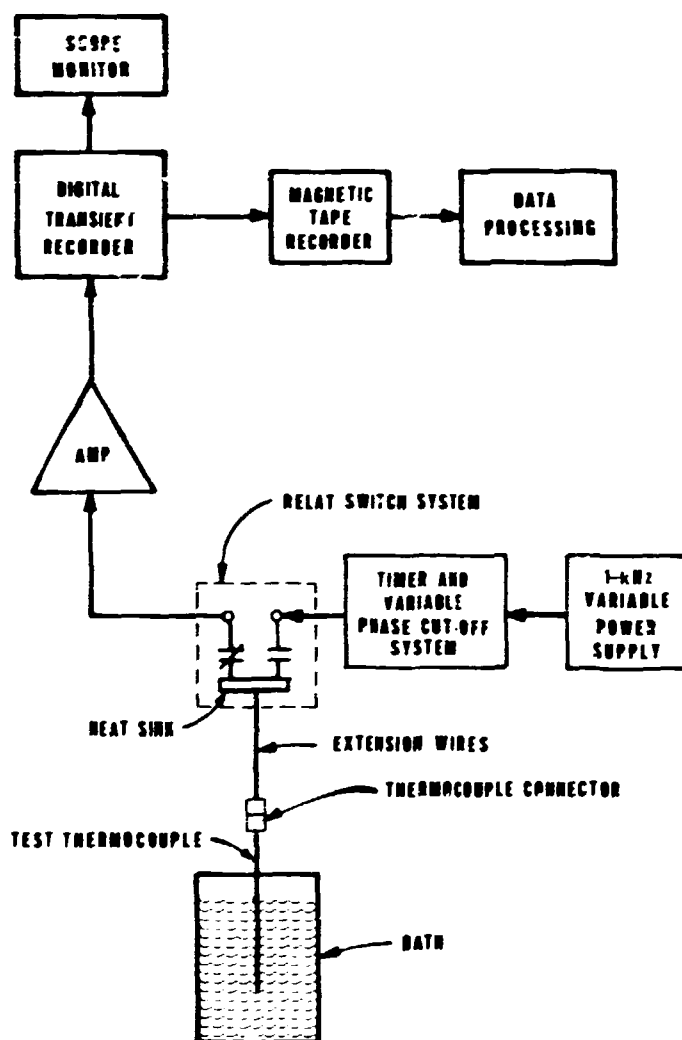 SCOPE
MONITOR
DIGITAL
TRANSIENT
RECORDER
MAGNETIC
TAPE
RECORDER
DATA
PROCESSING
AMP
RELAT SWITCH SYSTEM
TIMER AND
VARIABLE
PHASE CUT-OFF
SYSTEM
1-kHz
VARIABLE
POWER
SUPPLY
HEAT SINK
EXTENSION WIRES
THERMOCOUPLE CONNECTOR
TEST THERMOCOUPLE
BATH